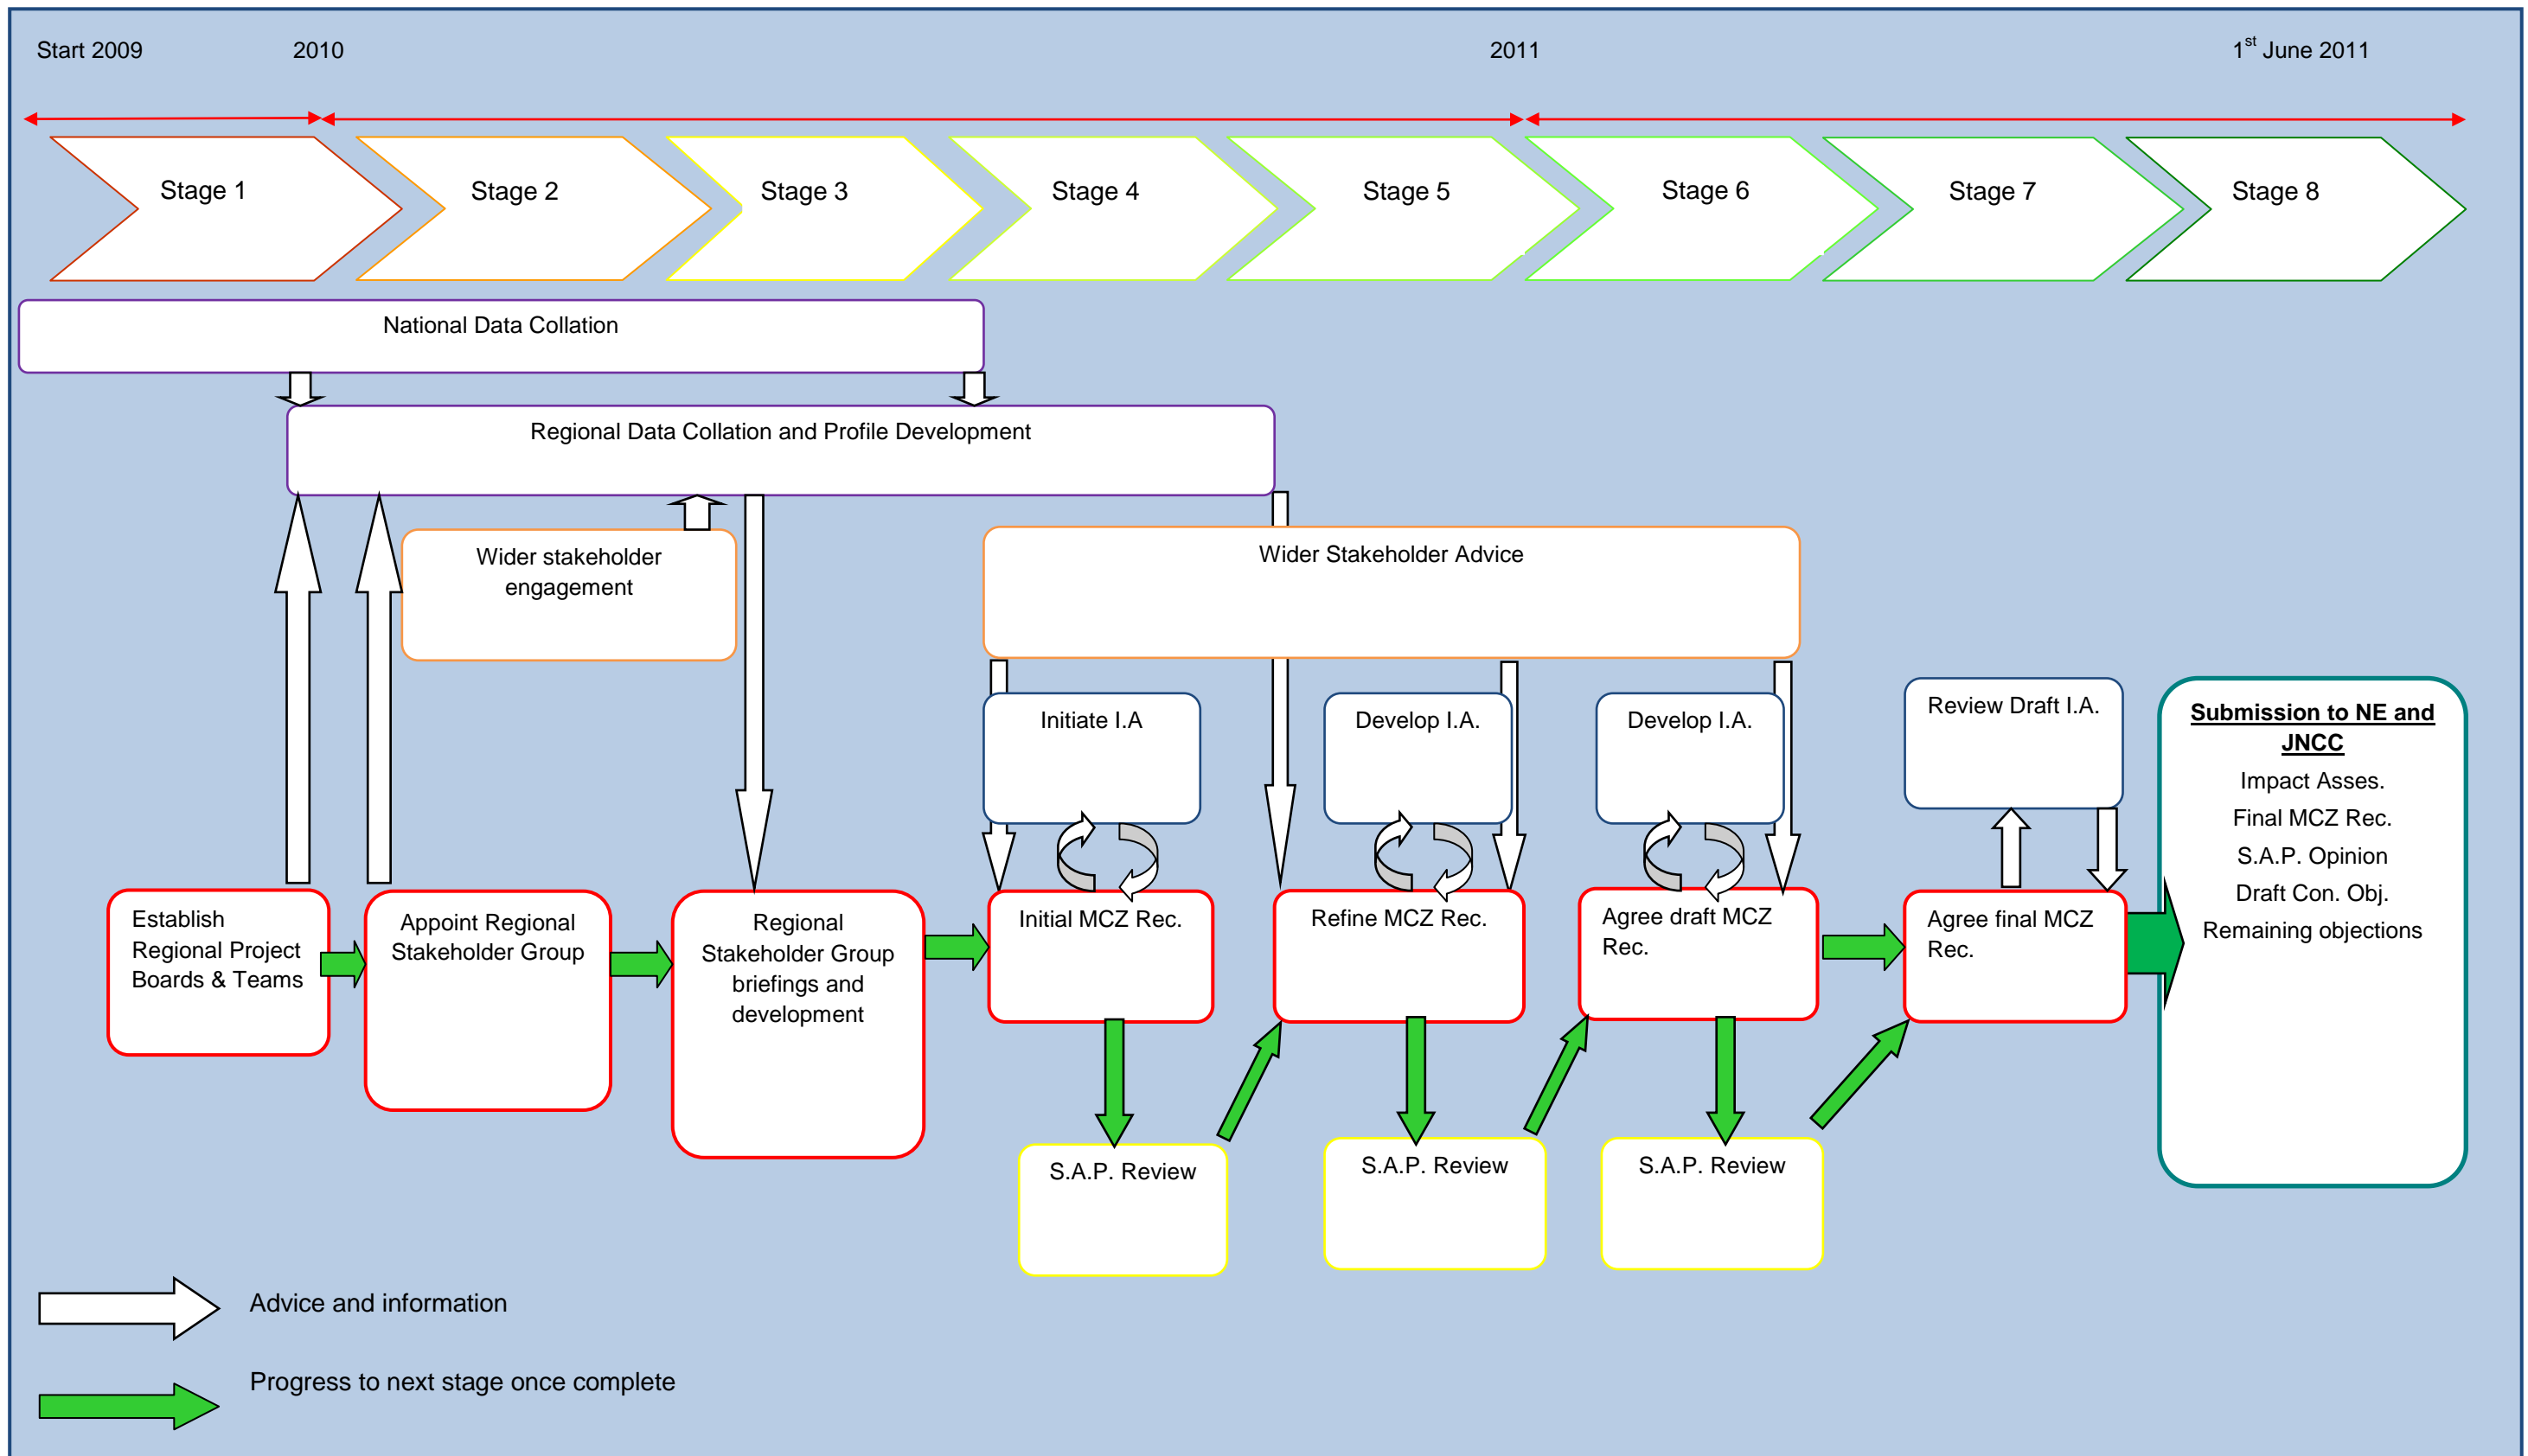 Start 2009
2010
2011
1st June 2011
Stage 1
Stage 2
Stage 3
Stage 4
Stage 5
Stage 6
Stage 7
Stage 8
National Data Collation
Regional Data Collation and Profile Development
Wider stakeholder
engagement
Wider Stakeholder Advice
Initiate I.A
Develop I.A.
Develop I.A.
Review Draft I.A.
Establish
Regional Project
Boards & Teams
Appoint Regional
Stakeholder Group
Regional
Stakeholder Group
briefings and
development
Initial MCZ Rec.
Refine MCZ Rec.
Agree draft MCZ
Rec.
Agree final MCZ
Rec.
Submission to NE and
JNCC
Impact Asses.
Final MCZ Rec.
S.A.P. Opinion
Draft Con. Obj.
Remaining objections
S.A.P. Review
S.A.P. Review
S.A.P. Review
Advice and information
Progress to next stage once complete